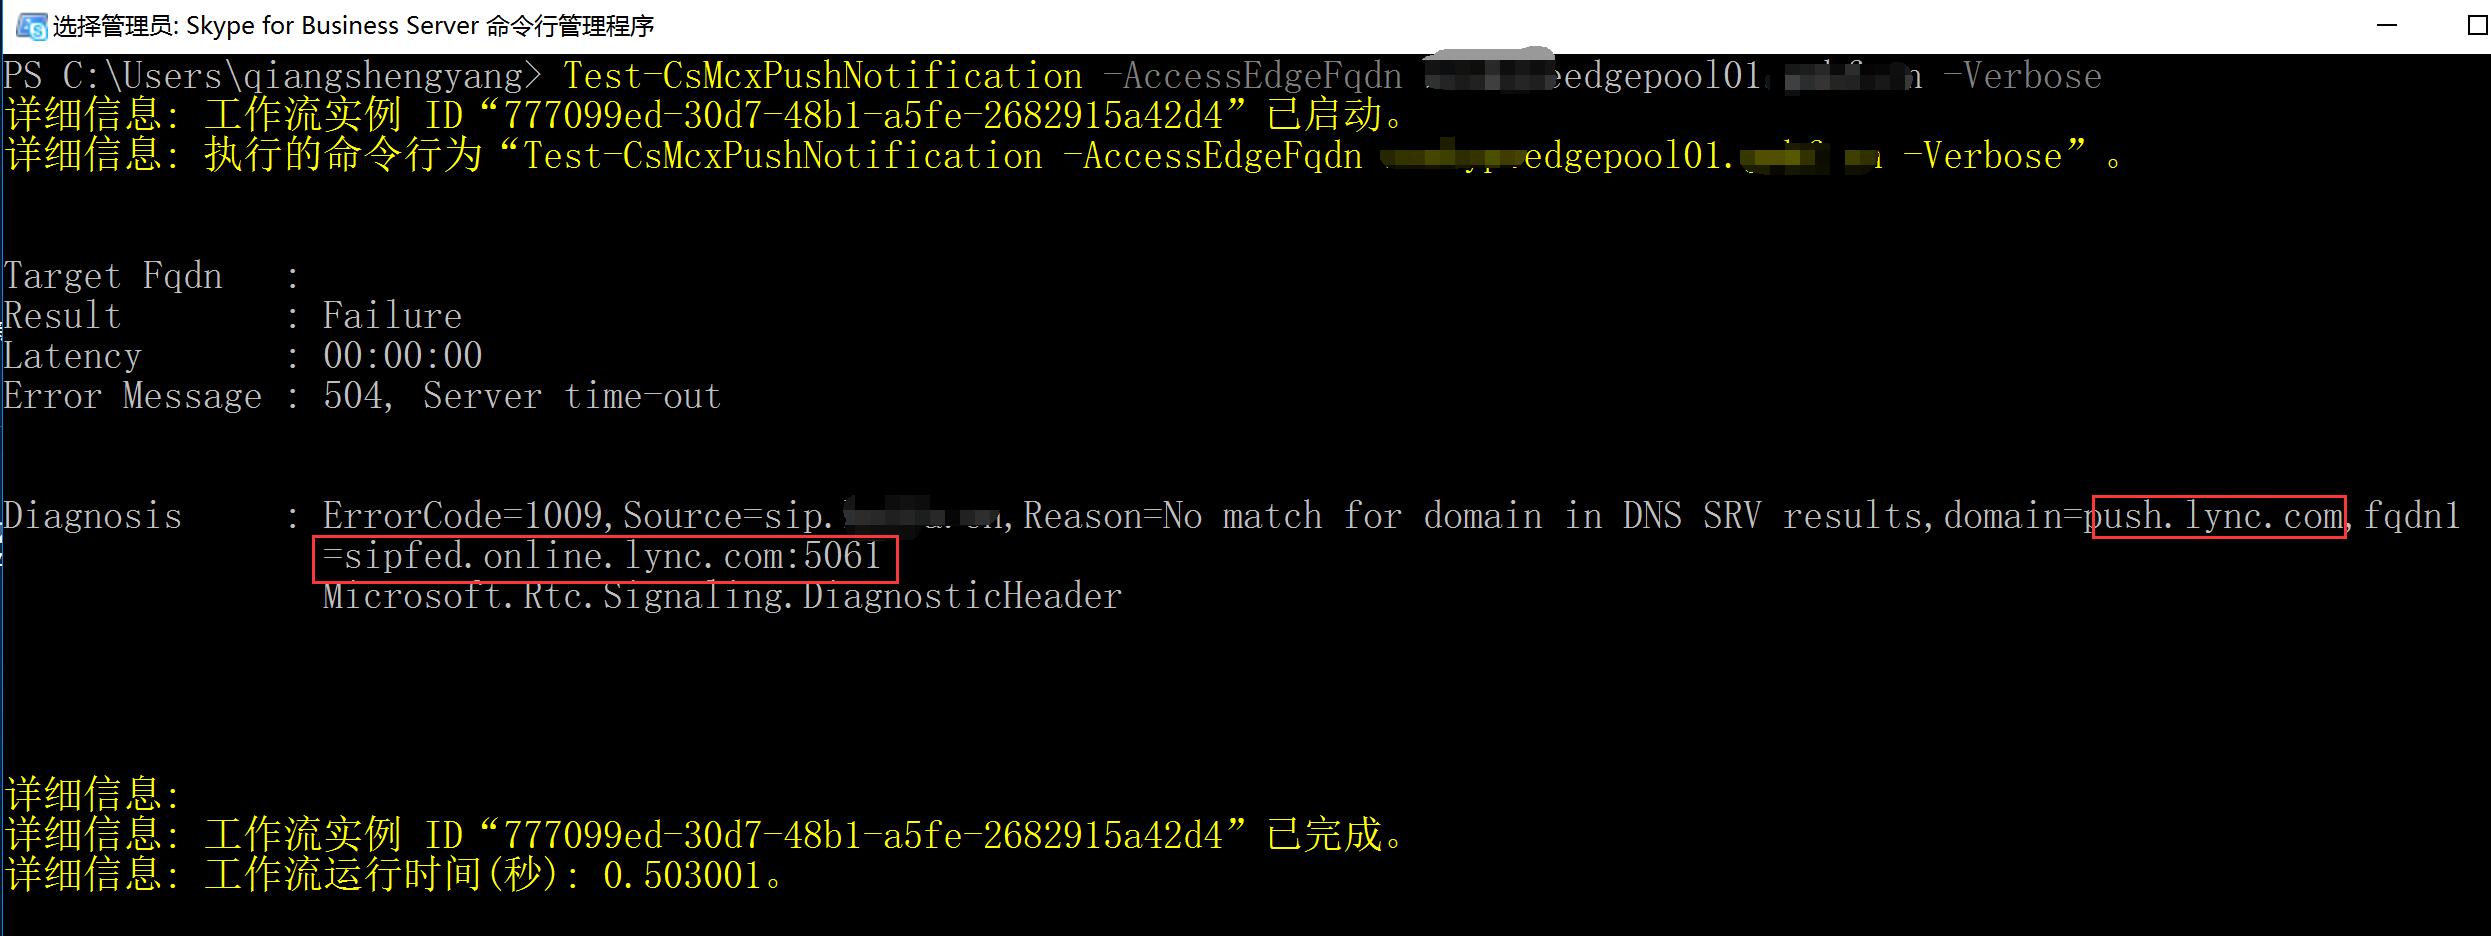 选择管理员: Skype for Business Server 命令行管理程序
PS C:\Users\qiangshengyang> Test-CsMcxPushNotification -AccessEdgeFqdn eedgepool01. -Verbose
详细信息: 工作流实例 ID“777099ed-30d7-48b1-a5fe-2682915a42d4”已启动。
详细信息: 执行的命令行为“Test-CsMcxPushNotification -AccessEdgeFqdn edgepool01. -Verbose”。
Target Fqdn :
Result : Failure
Latency : 00:00:00
Error Message : 504, Server time-out
Diagnosis : ErrorCode=1009,Source=sip. ,Reason=No match for domain in DNS SRV results,domain=push.lync.com,fqdn1
=sipfed.online.lync.com:5061
Microsoft.Rtc.Signaling.DiagnosticHeader
详细信息:
详细信息: 工作流实例 ID“777099ed-30d7-48b1-a5fe-2682915a42d4”已完成。
详细信息: 工作流运行时间(秒): 0.503001。